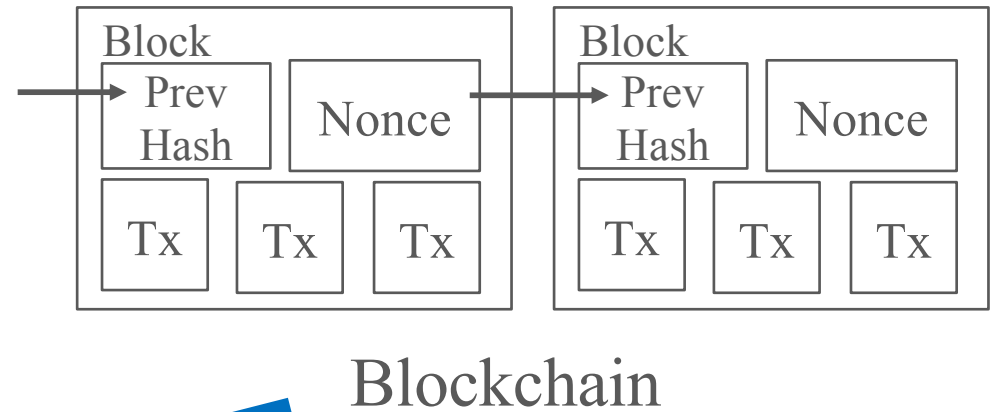 Block
Prev
Hash
Nonce
Tx
Tx
Tx
Block
Prev
Hash
Nonce
Tx
Tx
Tx
Blockchain